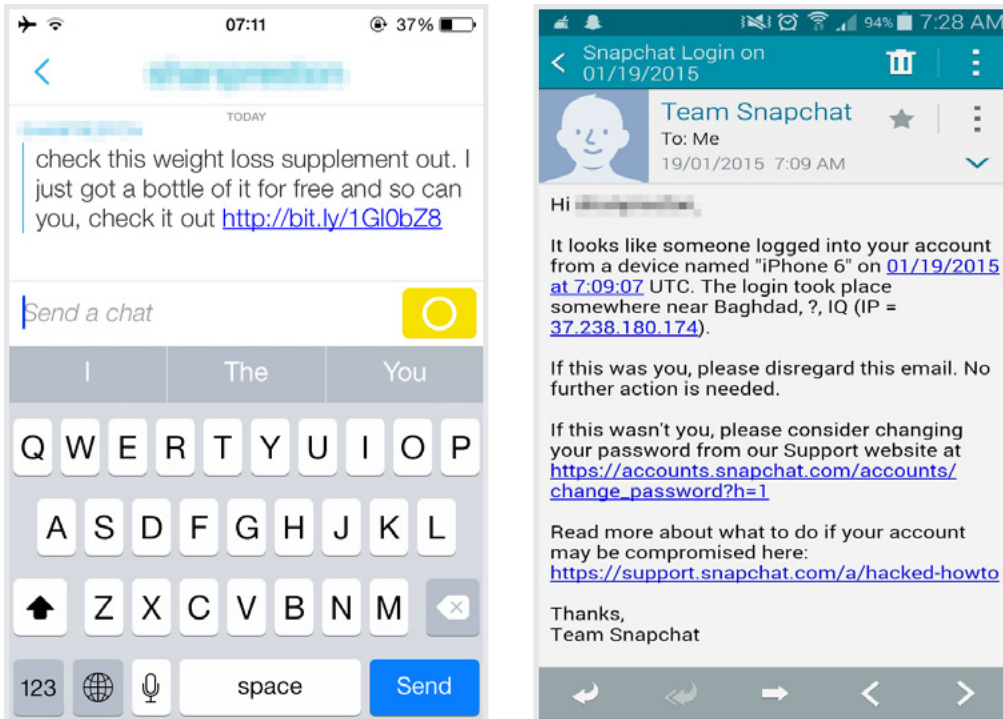 07:11
37%
TODAY
check this weight loss supplement out. I
just got a bottle of it for free and so can
you, check it out http://bit.ly/1Gl0bZ8
Send a chat
I The You
Q W E R T Y U I O P
A S D F G H J K L
Z X C V B N M
123 space Send
94% 7:28 AM
Snapchat Login on
01/19/2015
Team Snapchat
To: Me
19/01/2015 7:09 AM
Hi
It looks like someone logged into your account
from a device named "iPhone 6" on 01/19/2015
at 7:09:07 UTC. The login took place
somewhere near Baghdad, ?, IQ (IP =
37.238.180.174).
If this was you, please disregard this email. No
further action is needed.
If this wasn't you, please consider changing
your password from our Support website at
https://accounts.snapchat.com/accounts/
change_password?h=1
Read more about what to do if your account
may be compromised here:
https://support.snapchat.com/a/hacked-howto
Thanks,
Team Snapchat